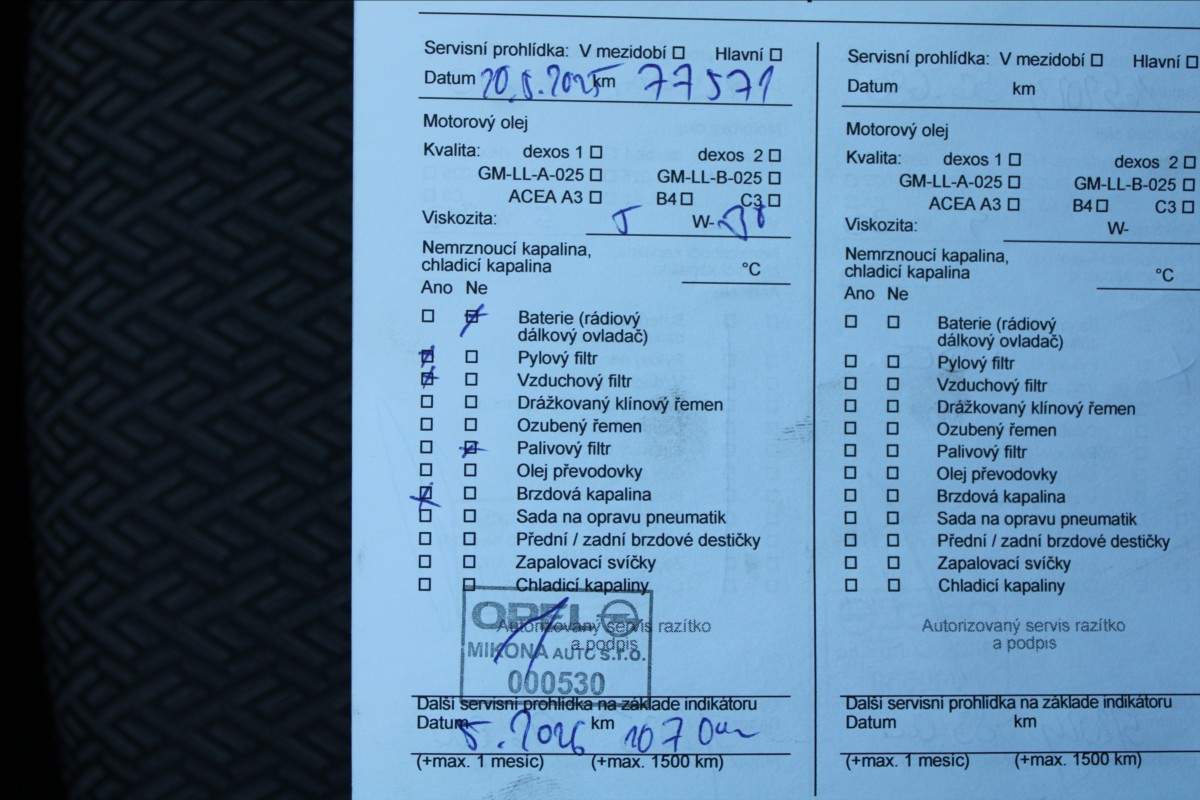 Servisní prohlídka: V mezidobí Hlavní
Datum 20.5.2025 km 77571
Motorový olej
Kvalita: dexos 1 dexos 2
GM-LL-A-025 GM-LL-B-025
ACEA A3 B4 C3
Viskozita: 5 W-30
Nemrznoucí kapalina,
chladicí kapalina °C
Ano Ne
Baterie (rádiový
dálkový ovladač)
Pylový filtr
Vzduchový filtr
Drážkovaný klínový řemen
Ozubený řemen
Palivový filtr
Olej převodovky
Brzdová kapalina
Sada na opravu pneumatik
Přední / zadní brzdové destičky
Zapalovací svíčky
Chladicí kapaliny
OPEL
Autorizovaný servis razítko
a podpis
MIKONA AUTO s.r.o.
000530
Další servisní prohlídka na základe indikátoru
Datum 5.2026 km 107 0
(+max. 1 mesic) (+max. 1500 km)
Servisní prohlídka: V mezidobí Hlavní
Datum km
Motorový olej
Kvalita: dexos 1 dexos 2
GM-LL-A-025 GM-LL-B-025
ACEA A3 B4 C3
Viskozita: W-
Nemrznoucí kapalina,
chladicí kapalina °C
Ano Ne
Baterie (rádiový
dálkový ovladač)
Pylový filtr
Vzduchový filtr
Drážkovaný klínový řemen
Ozubený řemen
Palivový filtr
Olej převodovky
Brzdová kapalina
Sada na opravu pneumatik
Přední / zadní brzdové destičky
Zapalovací svíčky
Chladicí kapaliny
Autorizovaný servis razítko
a podpis
Další servisní prohlídka na základe indikátoru
Datum km
(+max. 1 mesic) (+max. 1500 km)